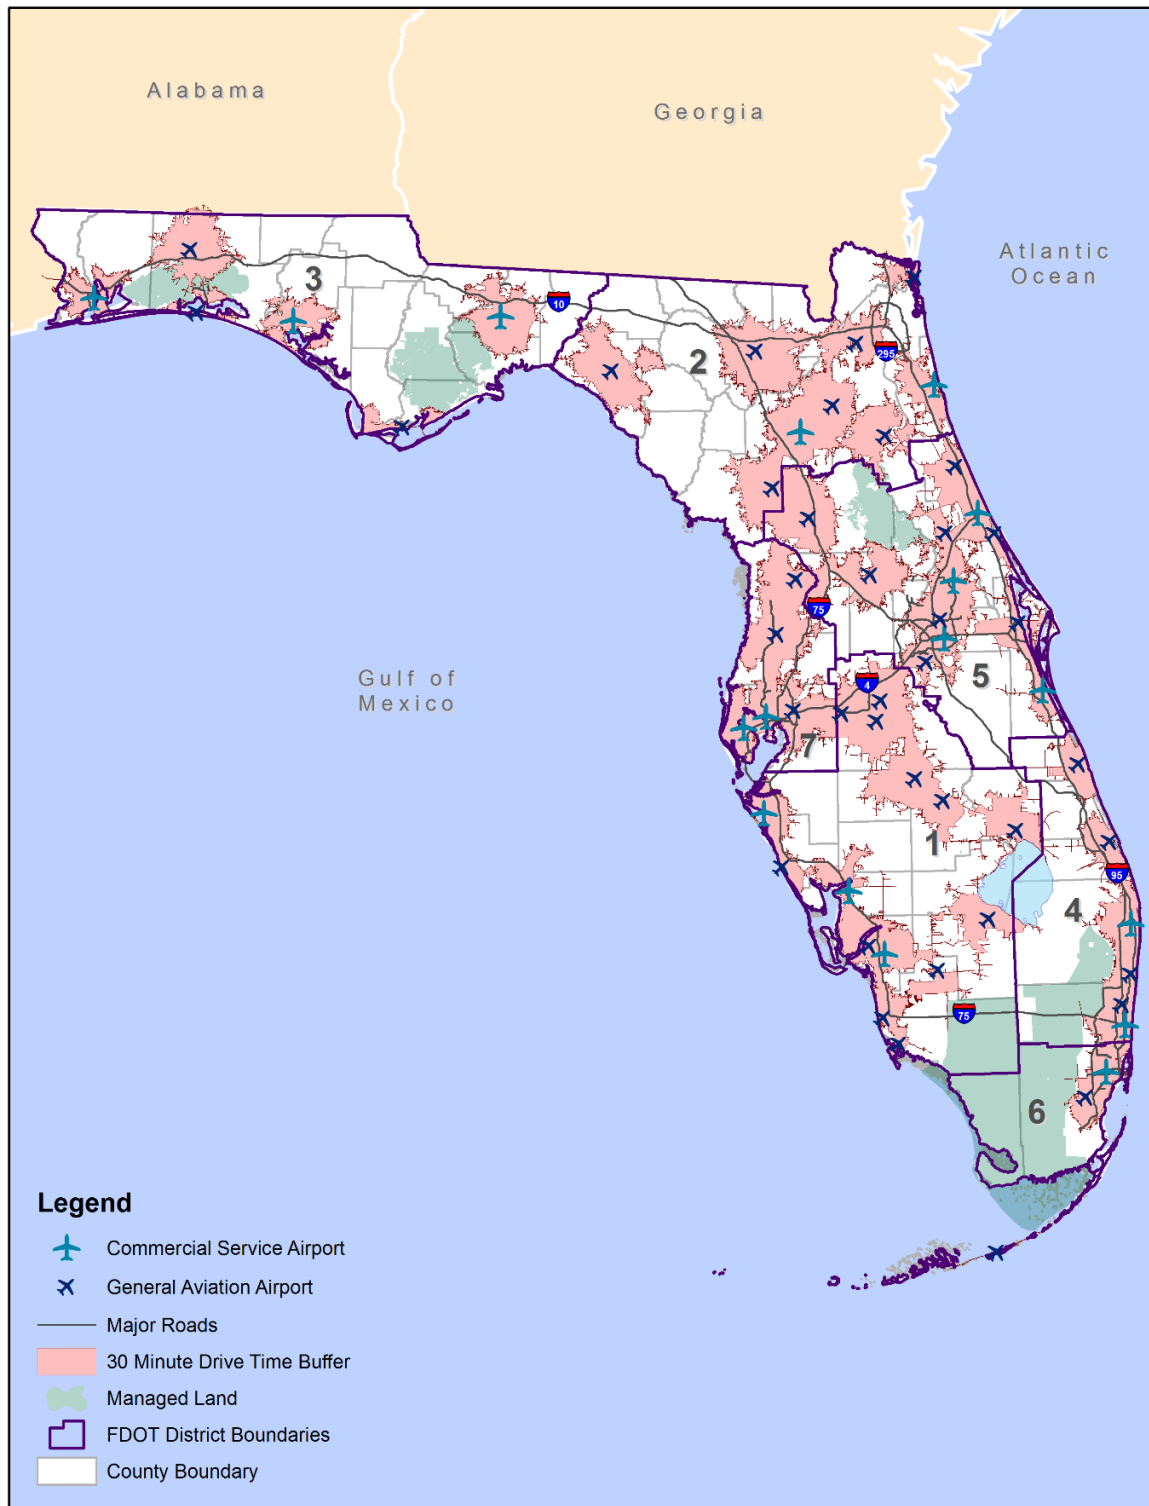 Alabama
Georgia
Atlantic
Ocean
3
10
2
295
75
Gulf of
Mexico
4
5
7
1
95
4
75
6
Legend
Commercial Service Airport
General Aviation Airport
Major Roads
30 Minute Drive Time Buffer
Managed Land
FDOT District Boundaries
County Boundary